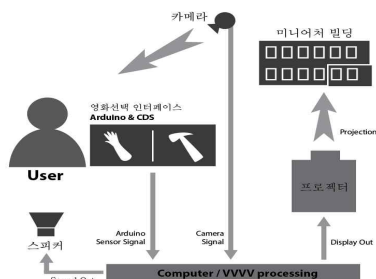 카메라
미니어처 빌딩
영화선택 인터페이스
Arduino & CDS
User
Projection
프로젝터
Arduino
Sensor Signal
Camera
Signal
Display Out
스피커
Sound Out
Computer / VVVV processing